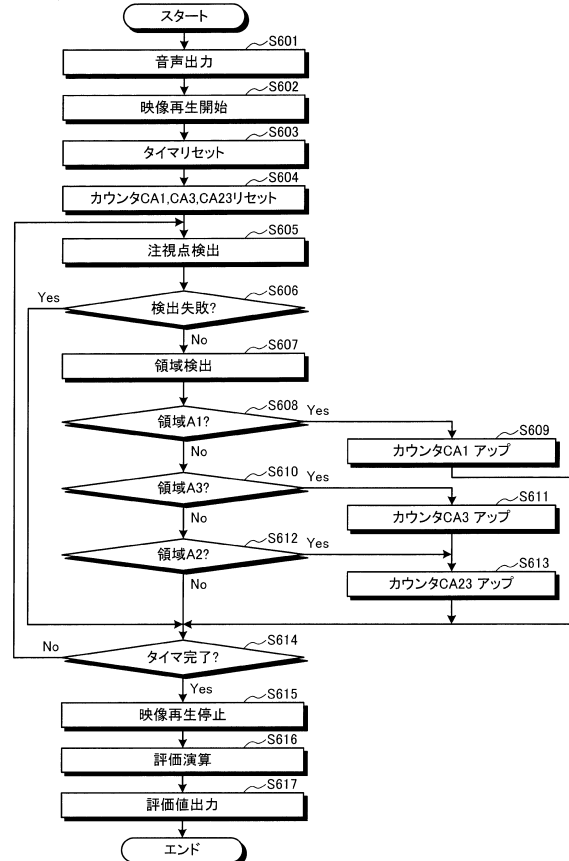 スタート
S601
音声出力
S602
映像再生開始
S603
タイマリセット
S604
カウンタCA1,CA3,CA23リセット
S605
注視点検出
S606
Yes
検出失敗?
No
S607
領域検出
S608
領域A1?
Yes
No
S609
カウンタCA1 アップ
S610
領域A3?
Yes
No
S611
カウンタCA3 アップ
S612
領域A2?
Yes
No
S613
カウンタCA23 アップ
S614
No
タイマ完了?
Yes
S615
映像再生停止
S616
評価演算
S617
評価値出力
エンド